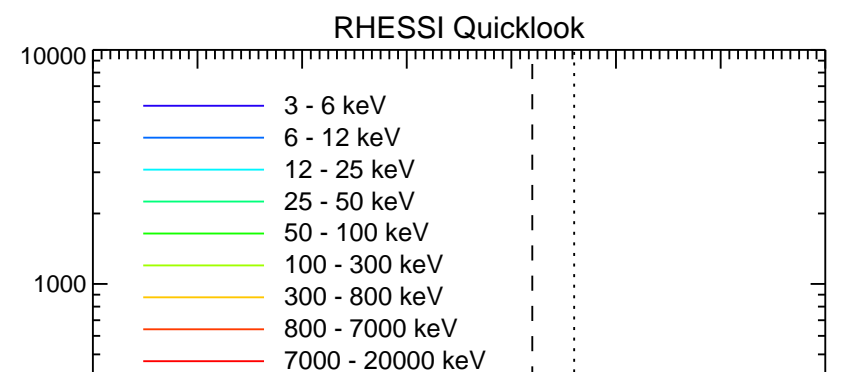 RHESSI Quicklook
10000
3 - 6 keV
6 - 12 keV
12 - 25 keV
25 - 50 keV
50 - 100 keV
100 - 300 keV
1000
300 - 800 keV
800 - 7000 keV
7000 - 20000 keV